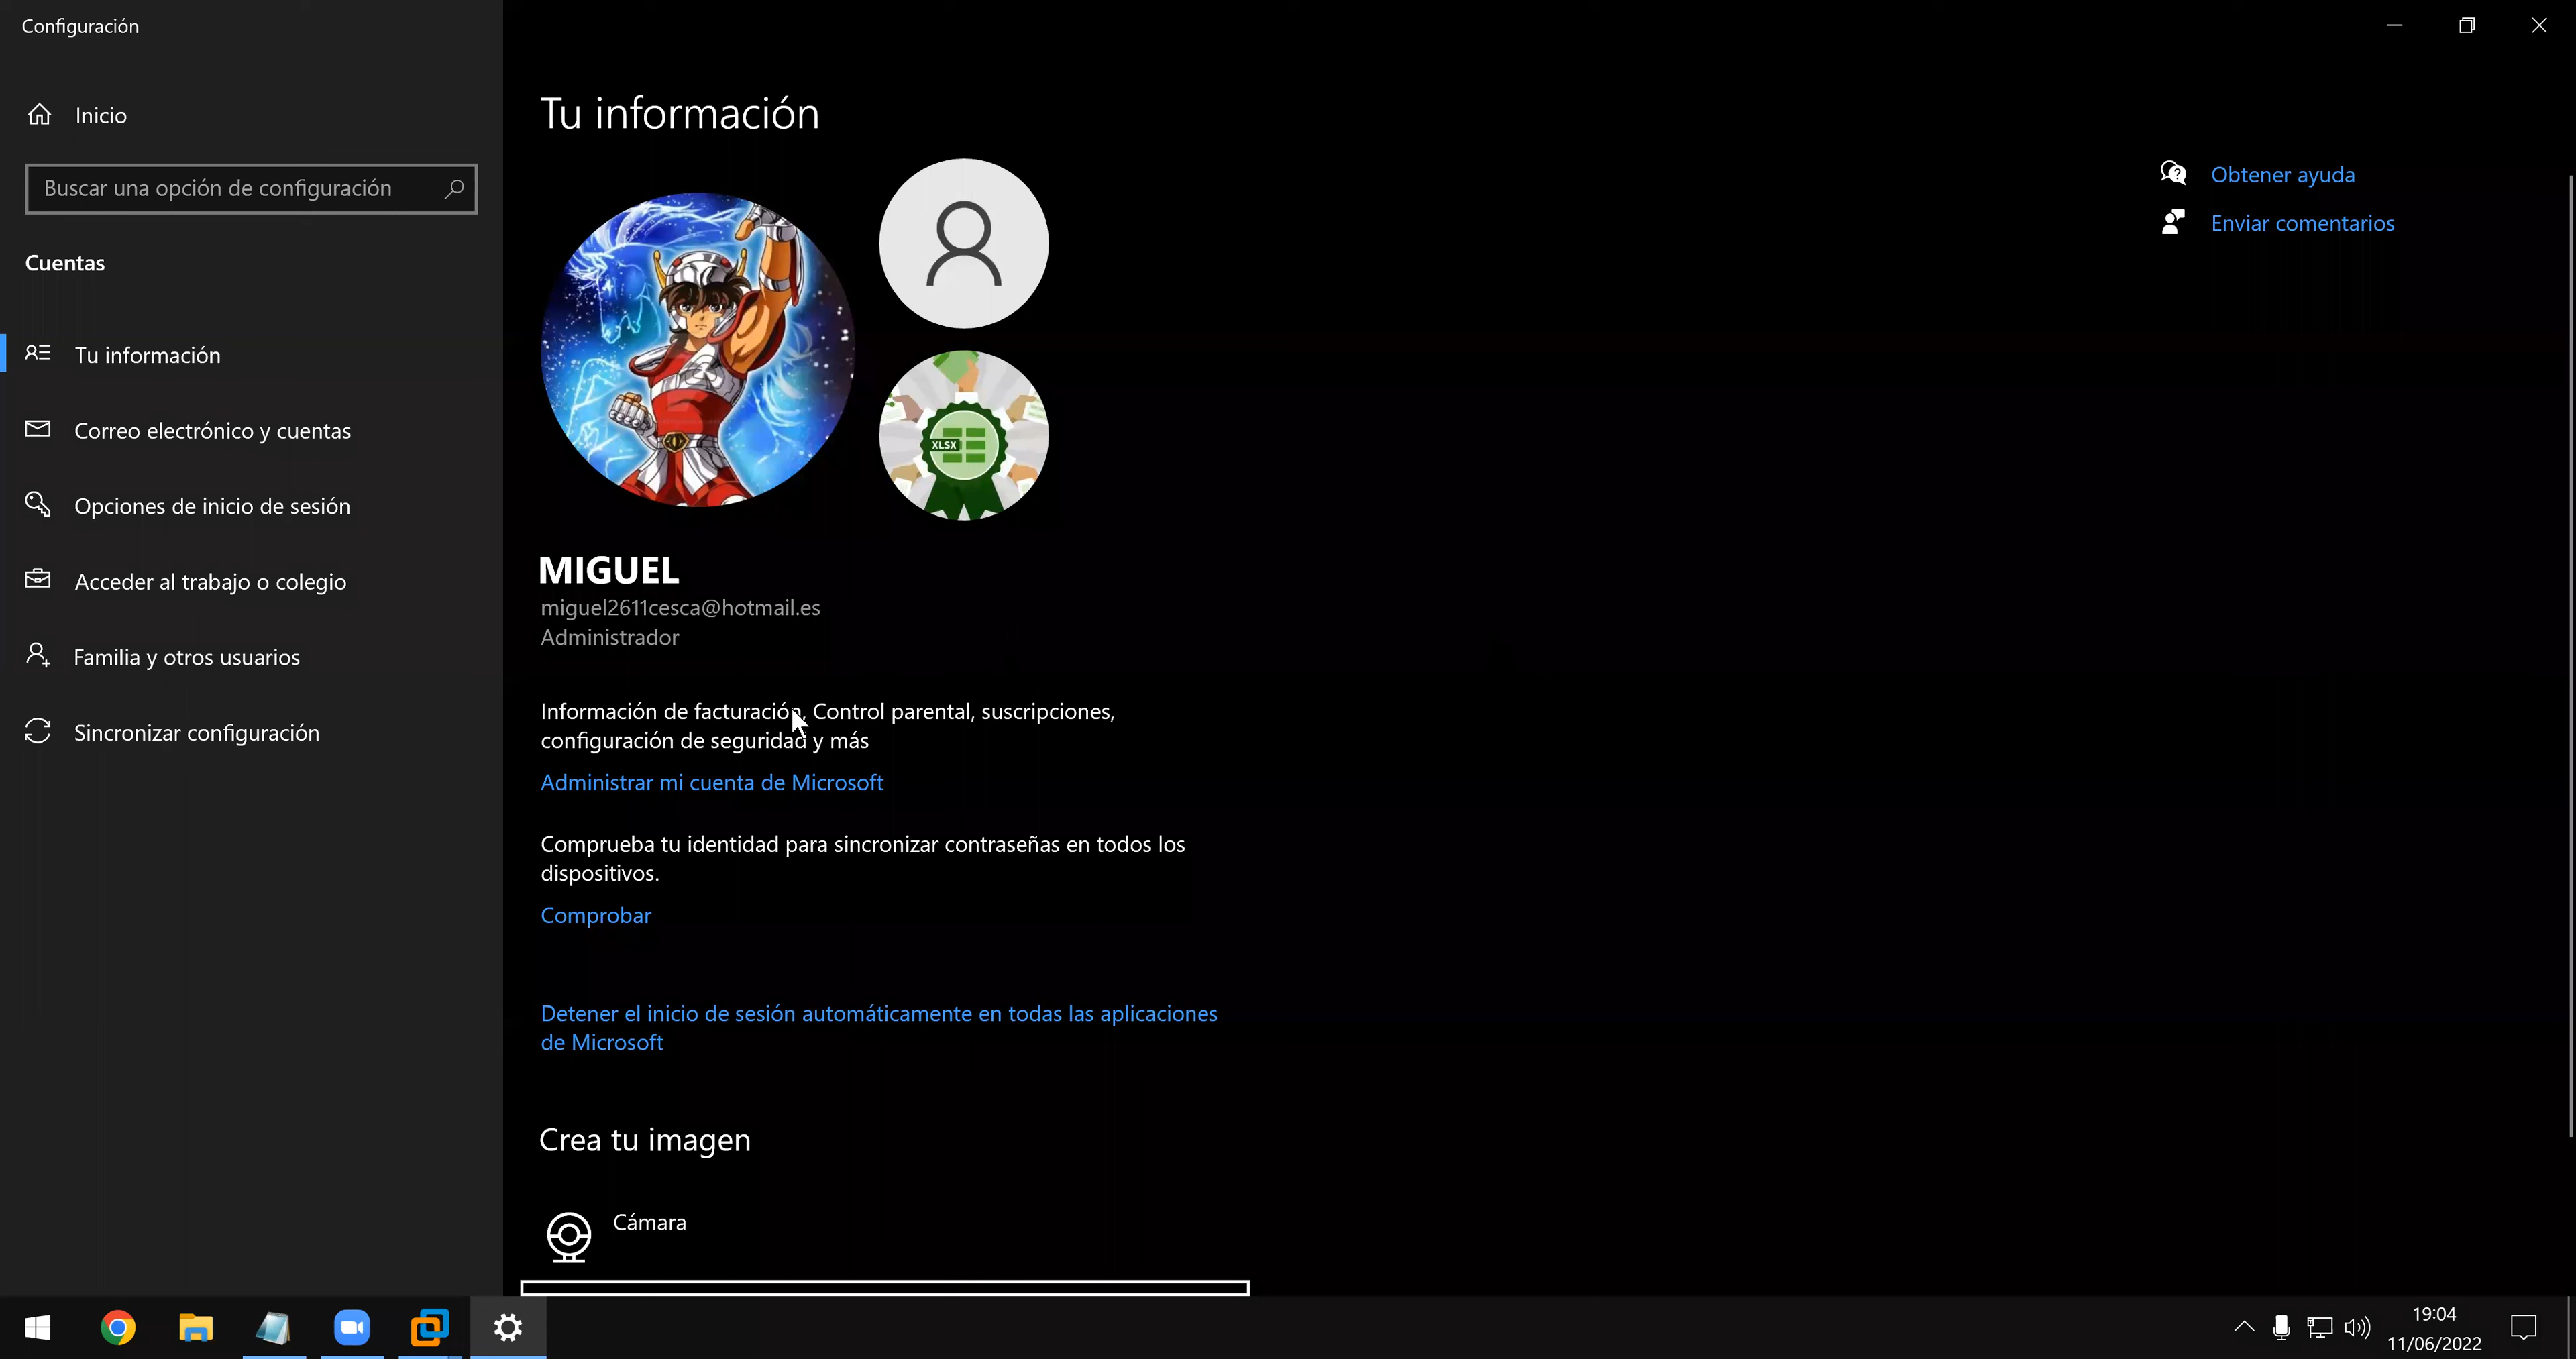 Configuración
Inicio
Buscar una opción de configuración
Cuentas
Tu información
Correo electrónico y cuentas
Opciones de inicio de sesión
Acceder al trabajo o colegio
Familia y otros usuarios
Sincronizar configuración
Tu información
XLSX
MIGUEL
miguel2611cesca@hotmail.es
Administrador
Información de facturación, Control parental, suscripciones,
configuración de seguridad y más
Administrar mi cuenta de Microsoft
Comprueba tu identidad para sincronizar contraseñas en todos los
dispositivos.
Comprobar
Detener el inicio de sesión automáticamente en todas las aplicaciones
de Microsoft
Crea tu imagen
Cámara
Obtener ayuda
Enviar comentarios
19:04
11/06/2022